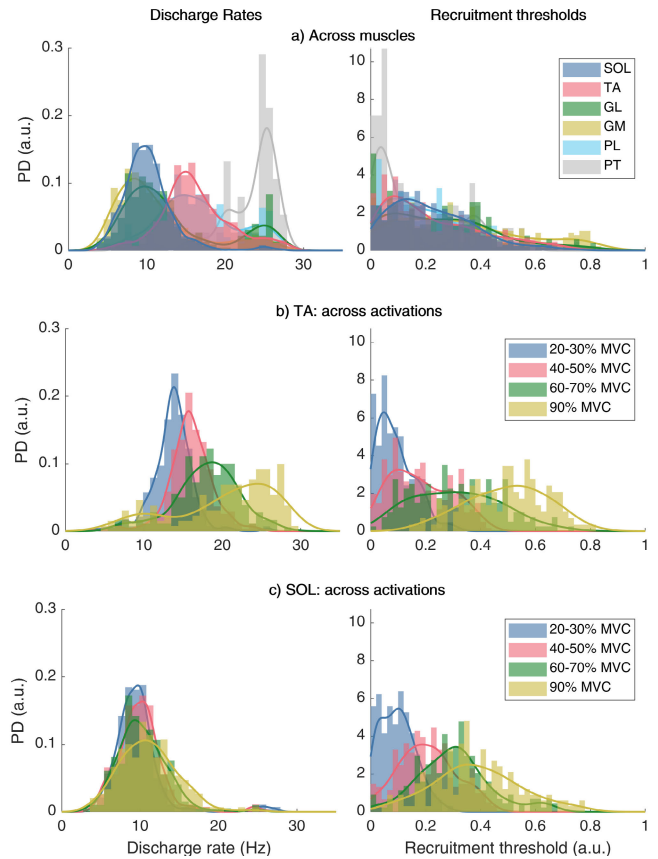 Discharge Rates
Recruitment thresholds
a) Across muscles
0.3
0.2
0.1
0
PD (a.u.)
0
10
20
30
10
8
6
4
2
0
0
0.2
0.4
0.6
0.8
1
SOL
TA
GL
GM
PL
PT
b) TA: across activations
0.3
0.2
0.1
0
PD (a.u.)
0
10
20
30
10
8
6
4
2
0
0
0.2
0.4
0.6
0.8
1
20-30% MVC
40-50% MVC
60-70% MVC
90% MVC
c) SOL: across activations
0.3
0.2
0.1
0
PD (a.u.)
0
10
20
30
Discharge rate (Hz)
10
8
6
4
2
0
0
0.2
0.4
0.6
0.8
1
Recruitment threshold (a.u.)
20-30% MVC
40-50% MVC
60-70% MVC
90% MVC